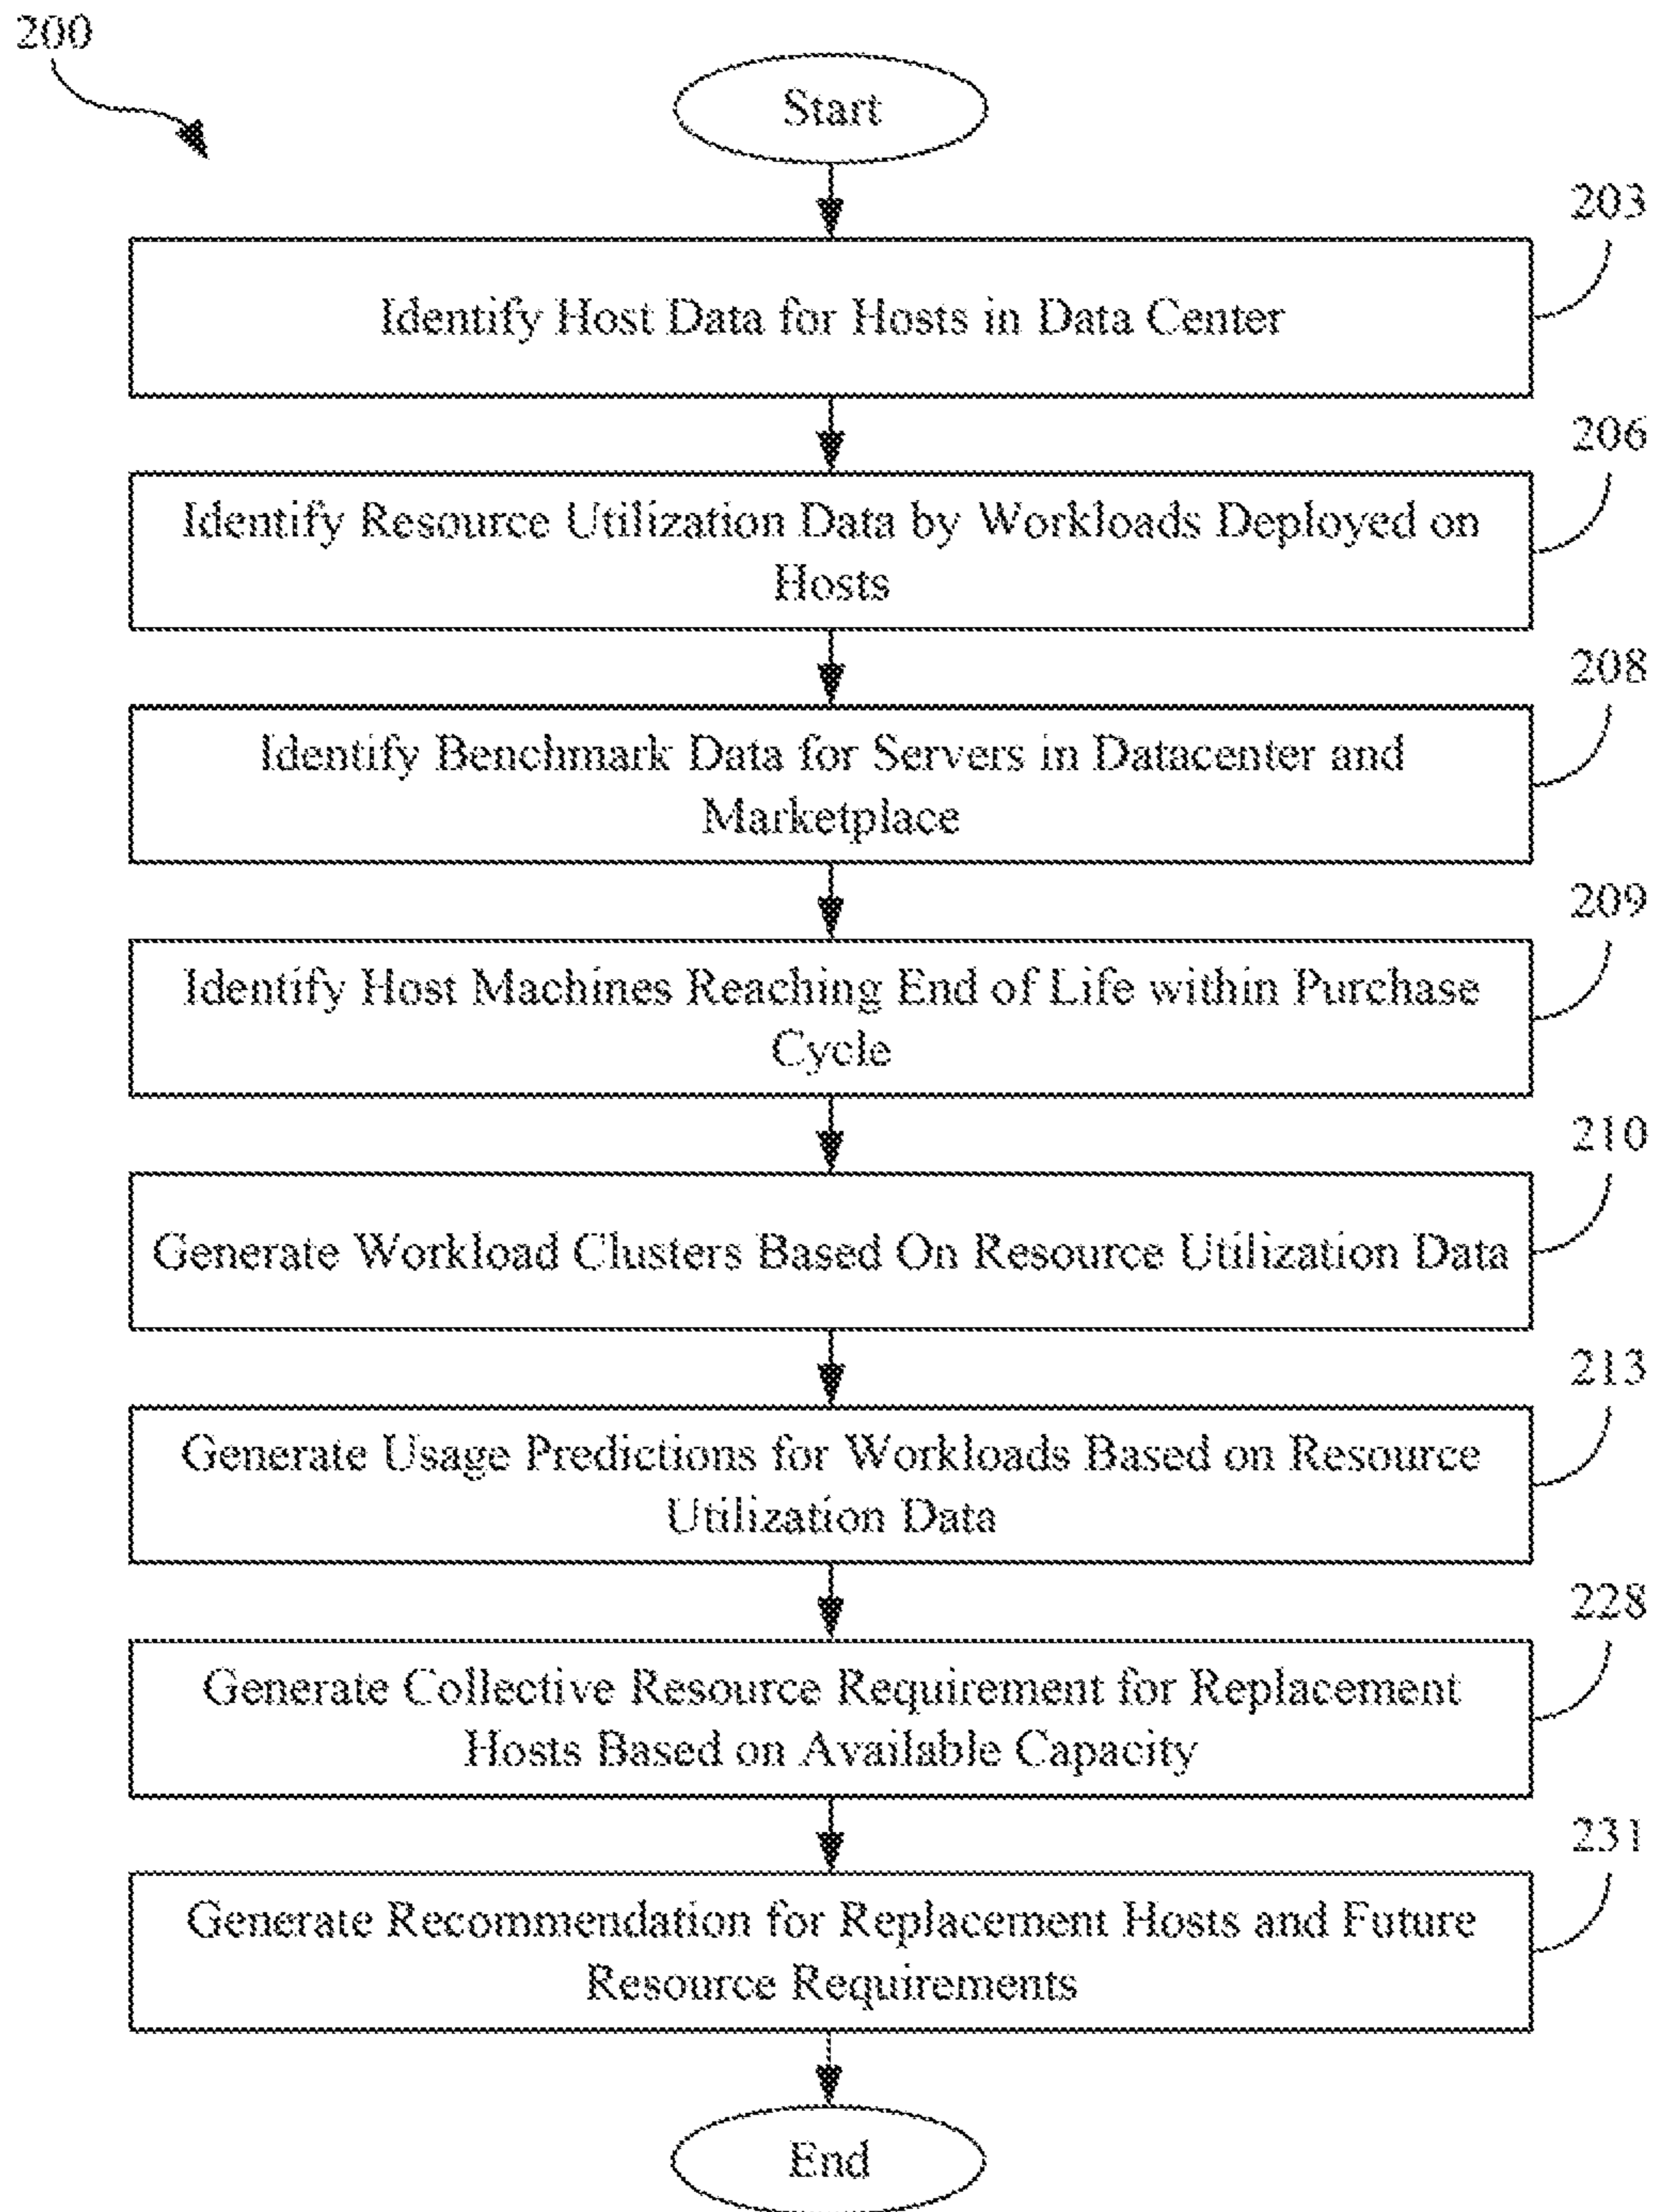 200
Start
203
Identify Host Data for Hosts in Data Center
206
Identify Resource Utilization Data by Workloads Deployed on
Hosts
208
Identify Benchmark Data for Servers in Datacenter and
Marketplace
209
Identify Host Machines Reaching End of Life within Purchase
Cycle
210
Generate Workload Clusters Based On Resource Utilization Data
213
Generate Usage Predictions for Workloads Based on Resource
Utilization Data
228
Generate Collective Resource Requirement for Replacement
Hosts Based on Available Capacity
231
Generate Recommendation for Replacement Hosts and Future
Resource Requirements
End